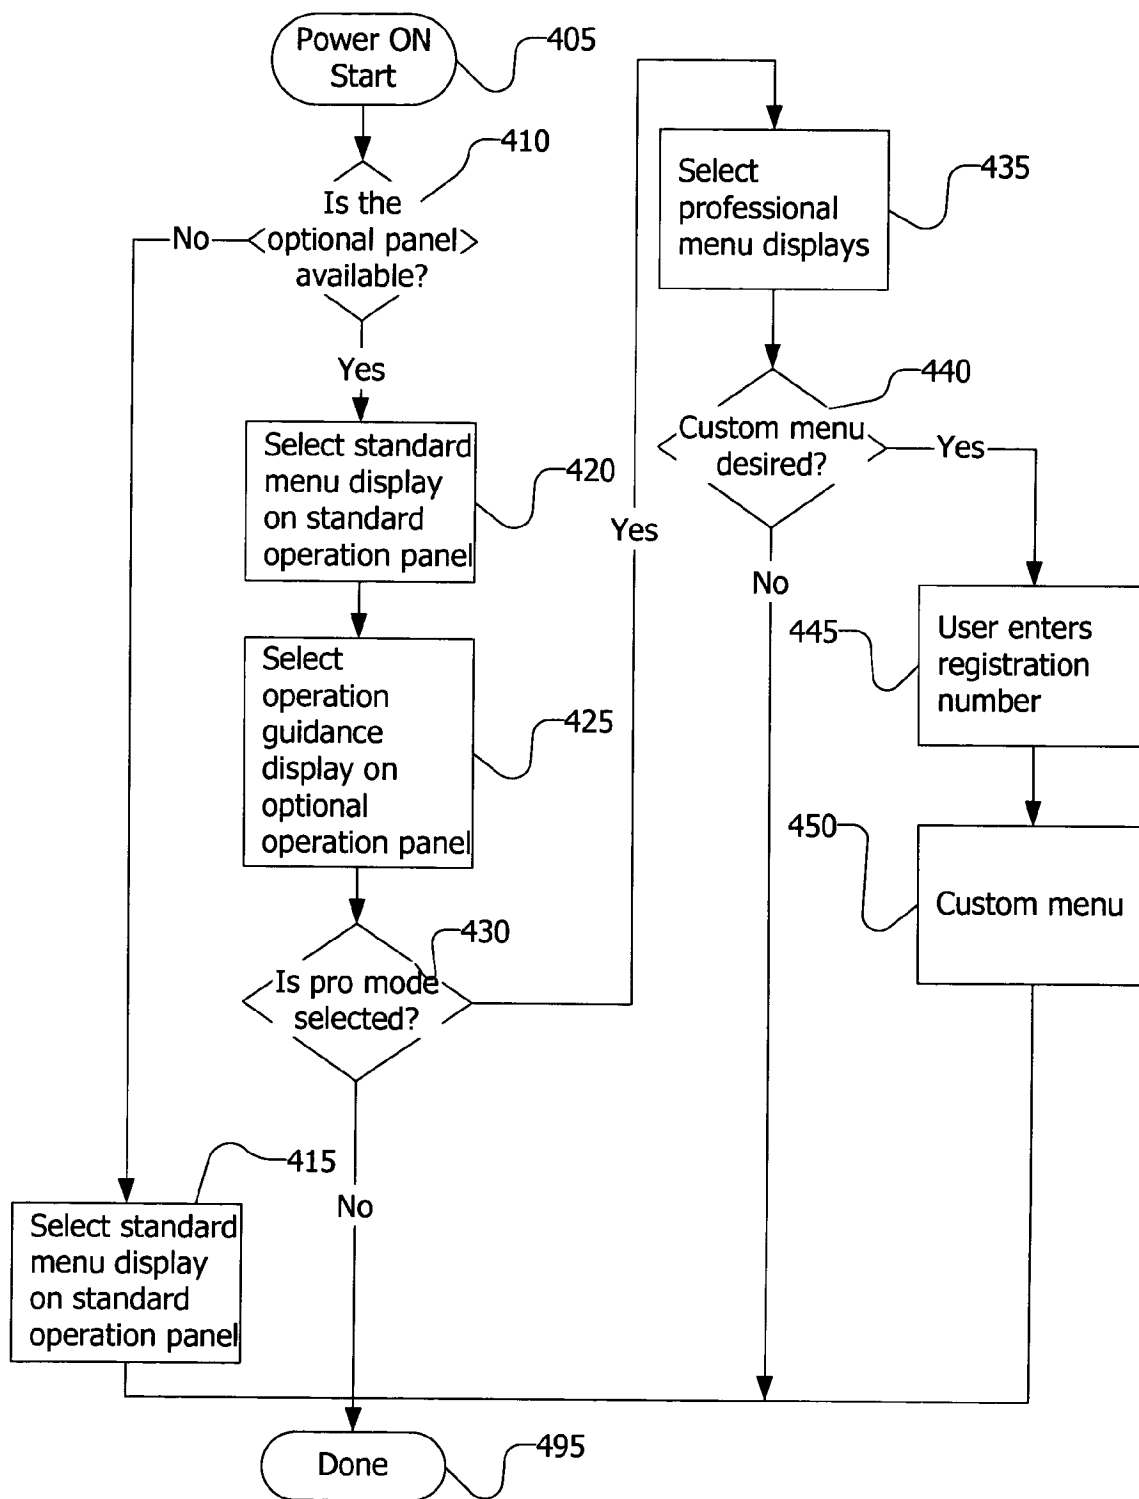 Power ON
Start
405
410
Is the
optional panel
available?
No
Yes
Select standard
menu display
on standard
operation panel
420
Select
operation
guidance
display on
optional
operation panel
425
430
Is pro mode
selected?
Yes
No
415
Select standard
menu display
on standard
operation panel
Select
professional
menu displays
435
440
Custom menu
desired?
Yes
No
445
User enters
registration
number
450
Custom menu
Done
495